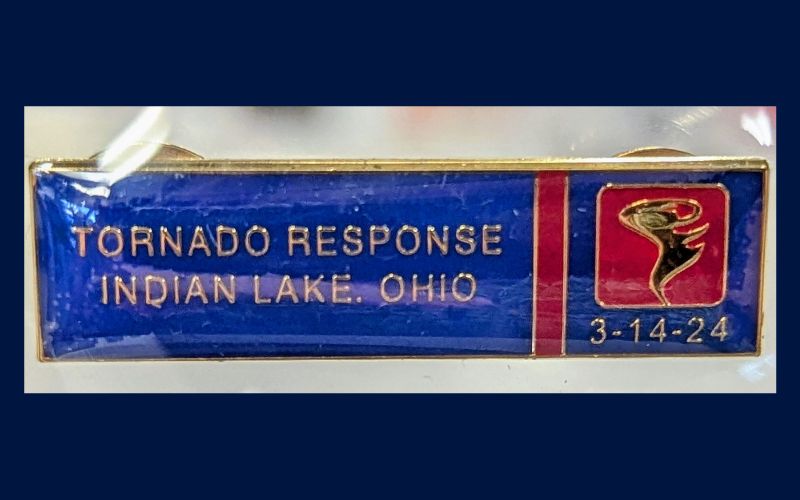 TORNADO RESPONSE
INDIAN LAKE. OHIO
3-14-24